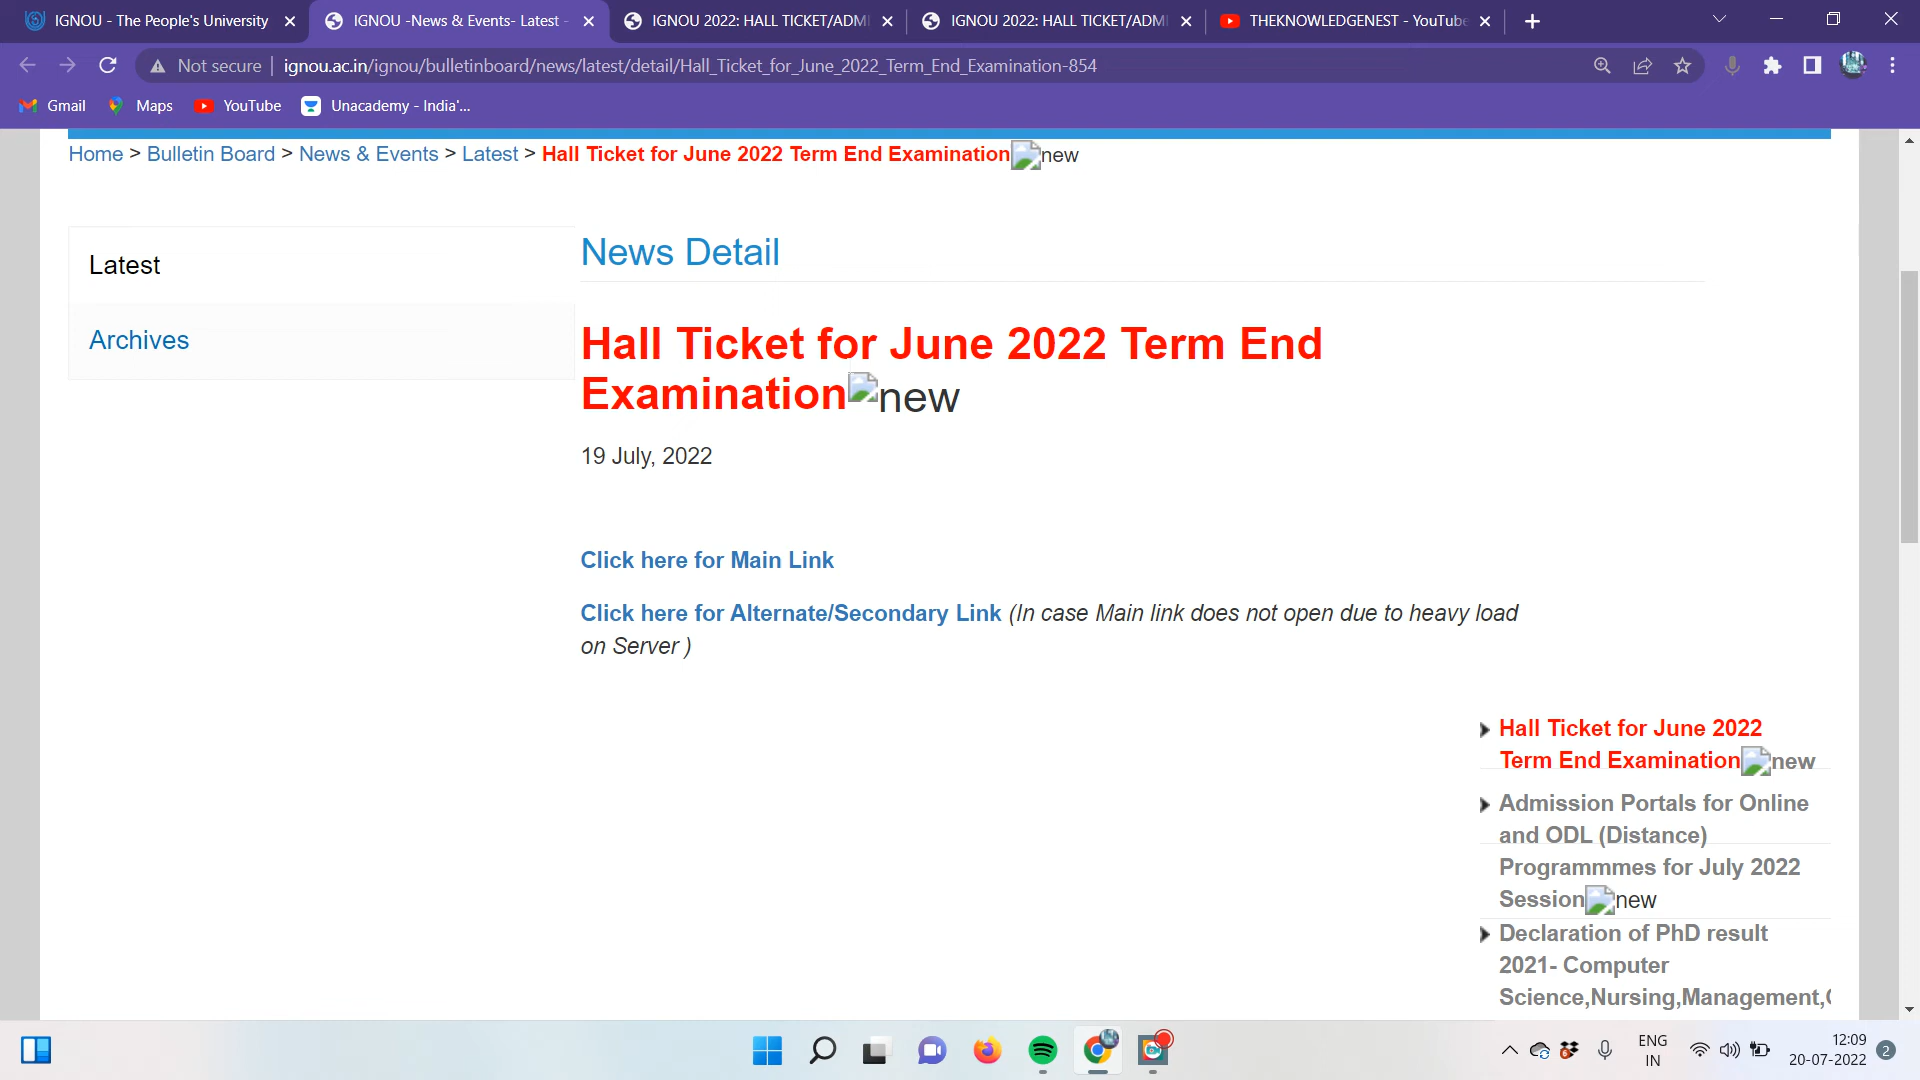 IGNOU - The People's University
IGNOU -News & Events- Latest -
IGNOU 2022: HALL TICKET/ADMI
IGNOU 2022: HALL TICKET/ADMI
THEKNOWLEDGENEST - YouTube
Not secure
ignou.ac.in/ignou/bulletinboard/news/latest/detail/Hall_Ticket_for_June_2022_Term_End_Examination-854
Gmail
Maps
YouTube
Unacademy - India'...
Home > Bulletin Board > News & Events > Latest > Hall Ticket for June 2022 Term End Examination new
Latest
Archives
News Detail
Hall Ticket for June 2022 Term End
Examination new
19 July, 2022
Click here for Main Link
Click here for Alternate/Secondary Link (In case Main link does not open due to heavy load
on Server )
Hall Ticket for June 2022
Term End Examination new
Admission Portals for Online
and ODL (Distance)
Programmmes for July 2022
Session new
Declaration of PhD result
2021- Computer
Science,Nursing,Management,
ENG
IN
12:09
20-07-2022
2